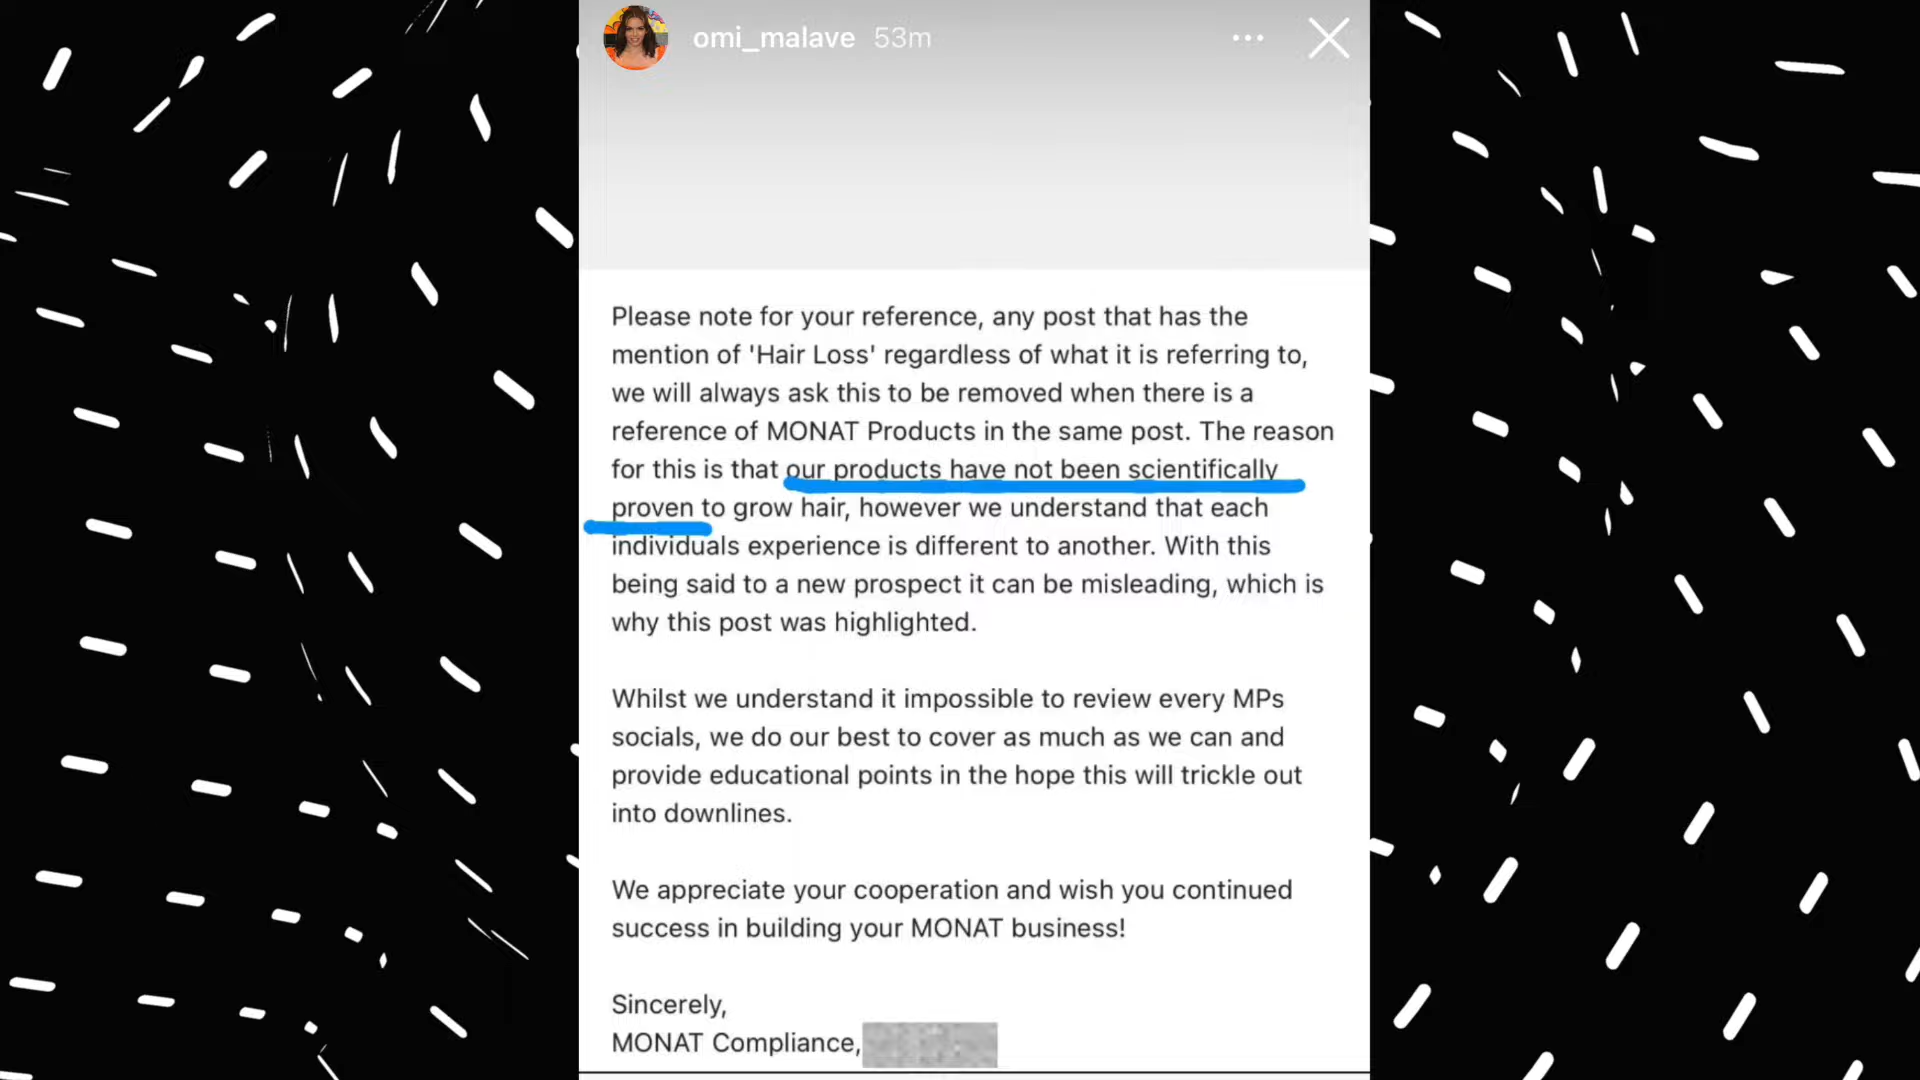 omi_malave 53m
Please note for your reference, any post that has the
mention of 'Hair Loss' regardless of what it is referring to,
we will always ask this to be removed when there is a
reference of MONAT Products in the same post. The reason
for this is that our products have not been scientifically
proven to grow hair, however we understand that each
individuals experience is different to another. With this
being said to a new prospect it can be misleading, which is
why this post was highlighted.
Whilst we understand it impossible to review every MPs
socials, we do our best to cover as much as we can and
provide educational points in the hope this will trickle out
into downlines.
We appreciate your cooperation and wish you continued
success in building your MONAT business!
Sincerely,
MONAT Compliance,